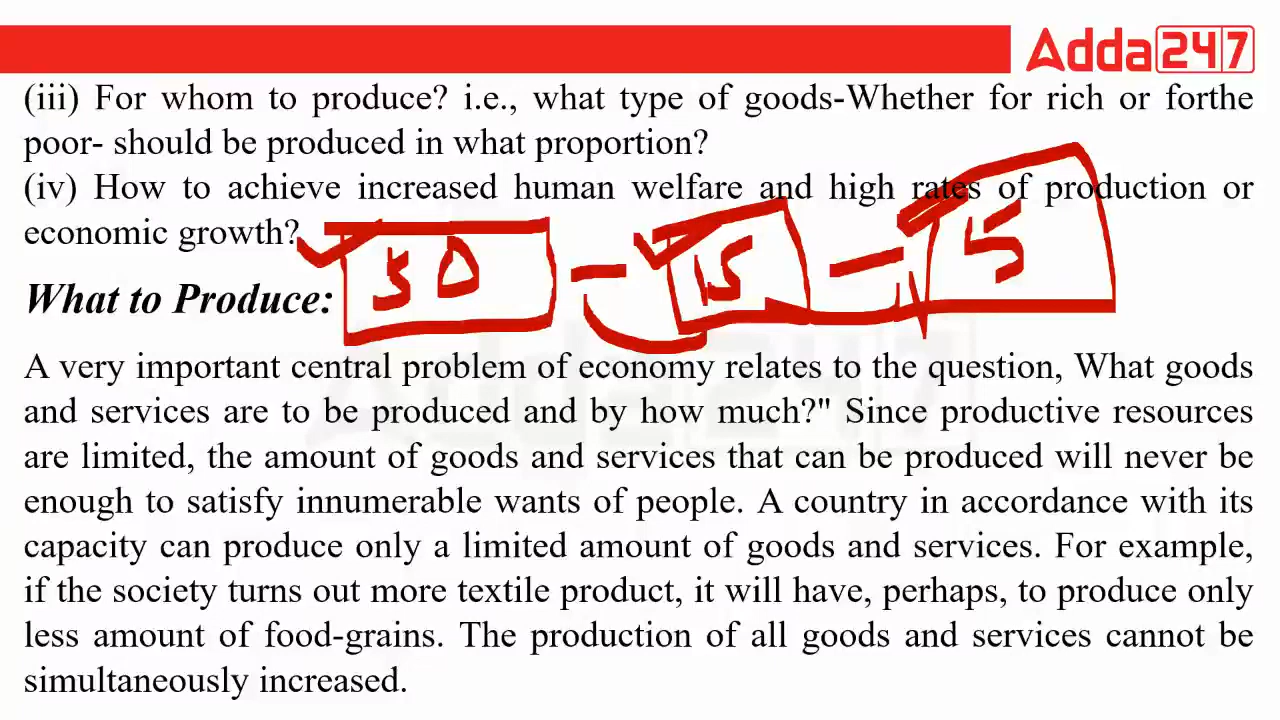 Adda247
(iii) For whom to produce? i.e., what type of goods-Whether for rich or forthe
poor- should be produced in what proportion?
(iv) How to achieve increased human welfare and high rates of production or
economic growth?
What to Produce: 50 - 15 - 5
A very important central problem of economy relates to the question, What goods
and services are to be produced and by how much?" Since productive resources
are limited, the amount of goods and services that can be produced will never be
enough to satisfy innumerable wants of people. A country in accordance with its
capacity can produce only a limited amount of goods and services. For example,
if the society turns out more textile product, it will have, perhaps, to produce only
less amount of food-grains. The production of all goods and services cannot be
simultaneously increased.